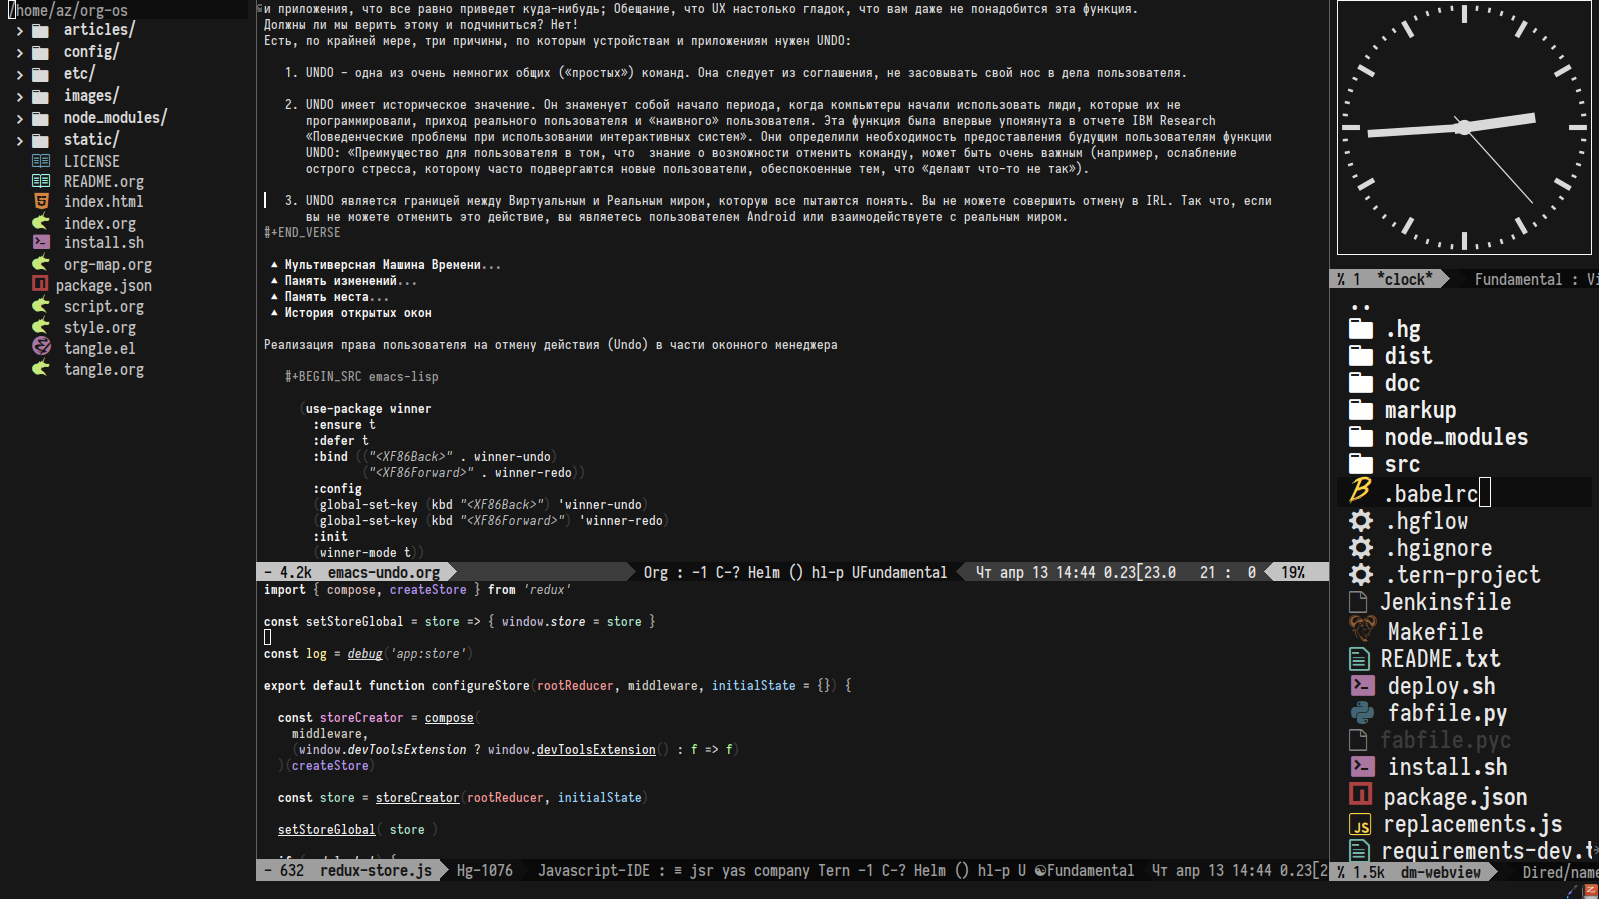 /home/az/org-os
articles/
config/
etc/
images/
node_modules/
static/
LICENSE
README.org
index.html
index.org
install.sh
org-map.org
package.json
script.org
style.org
tangle.el
tangle.org
и приложения, что все равно приведет куда-нибудь; Обещание, что UX настолько гладок, что вам даже не понадобится эта функция.
Должны ли мы верить этому и подчиниться? Нет!
Есть, по крайней мере, три причины, по которым устройствам и приложениям нужен UNDO:
1. UNDO – одна из очень немногих общих («простых») команд. Она следует из соглашения, не засовывать свой нос в дела пользователя.
2. UNDO имеет историческое значение. Он знаменует собой начало периода, когда компьютеры начали использовать люди, которые их не
программировали, приход реального пользователя и «наивного» пользователя. Эта функция была впервые упомянута в отчете IBM Research
«Поведенческие проблемы при использовании интерактивных систем». Они определили необходимость предоставления будущим пользователям функции
UNDO: «Преимущество для пользователя в том, что  знание о возможности отменить команду, может быть очень важным (например, ослабление
острого стресса, которому часто подвергаются новые пользователи, обеспокоенные тем, что «делают что-то не так»).
3. UNDO является границей между Виртуальным и Реальным миром, которую все пытаются понять. Вы не можете совершить отмену в IRL. Так что, если
вы не можете отменить это действие, вы являетесь пользователем Android или взаимодействуете с реальным миром.
#+END_VERSE
▲ Мультиверсная Машина Времени...
▲ Память изменений...
▲ Память места...
▲ История открытых окон
Реализация права пользователя на отмену действия (Undo) в части оконного менеджера
#+BEGIN_SRC emacs-lisp
(use-package winner
:ensure t
:defer t
:bind (("<XF86Back>" . winner-undo)
("<XF86Forward>" . winner-redo))
:config
(global-set-key (kbd "<XF86Back>") 'winner-undo)
(global-set-key (kbd "<XF86Forward>") 'winner-redo)
:init
(winner-mode t))
- 4.2k emacs-undo.org Org : -1 C-? Helm () hl-p UFundamental Чт апр 13 14:44 0.23[23.0 21 : 0 19%
import { compose, createStore } from 'redux'
const setStoreGlobal = store => { window.store = store }
const log = debug('app:store')
export default function configureStore(rootReducer, middleware, initialState = {}) {
const storeCreator = compose(
middleware,
(window.devToolsExtension ? window.devToolsExtension() : f => f)
)(createStore)
const store = storeCreator(rootReducer, initialState)
setStoreGlobal( store )
- 632 redux-store.js Hg-1076 Javascript-IDE : ≡ jsr yas company Tern -1 C-? Helm () hl-p U ☯Fundamental Чт апр 13 14:44 0.23[2
% 1 *clock* Fundamental : Vi
..
.hg
dist
doc
markup
node_modules
src
.babelrc
.hgflow
.hgignore
.tern-project
Jenkinsfile
Makefile
README.txt
deploy.sh
fabfile.py
fabfile.pyc
install.sh
package.json
replacements.js
requirements-dev.t
% 1.5k dm-webview Dired/name